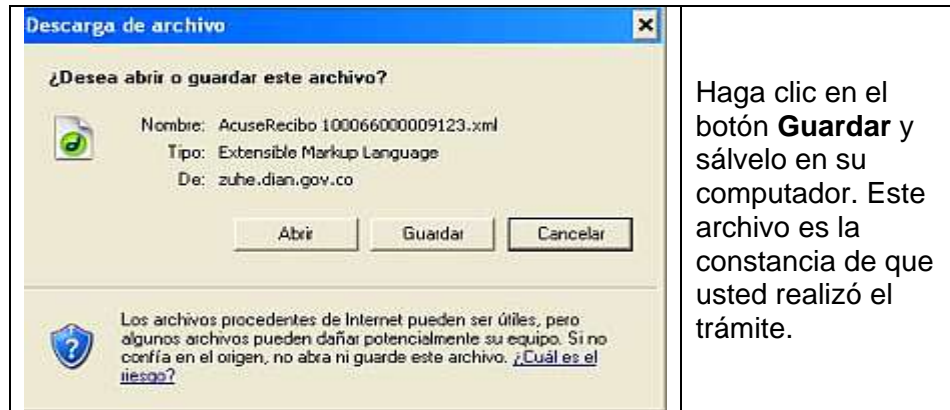 Descarga de archivo
¿Desea abrir o guardar este archivo?
Nombre: AcuseRecibo 100066000009123.xml
Tipo: Extensible Markup Language
De: zuhe.dian.gov.co
Abrir Guardar Cancelar
Los archivos procedentes de Internet pueden ser útiles, pero
algunos archivos pueden dañar potencialmente su equipo. Si no
confía en el origen, no abra ni guarde este archivo. ¿Cuál es el
riesgo?
Haga clic en el
botón Guardar y
sálvelo en su
computador. Este
archivo es la
constancia de que
usted realizó el
trámite.